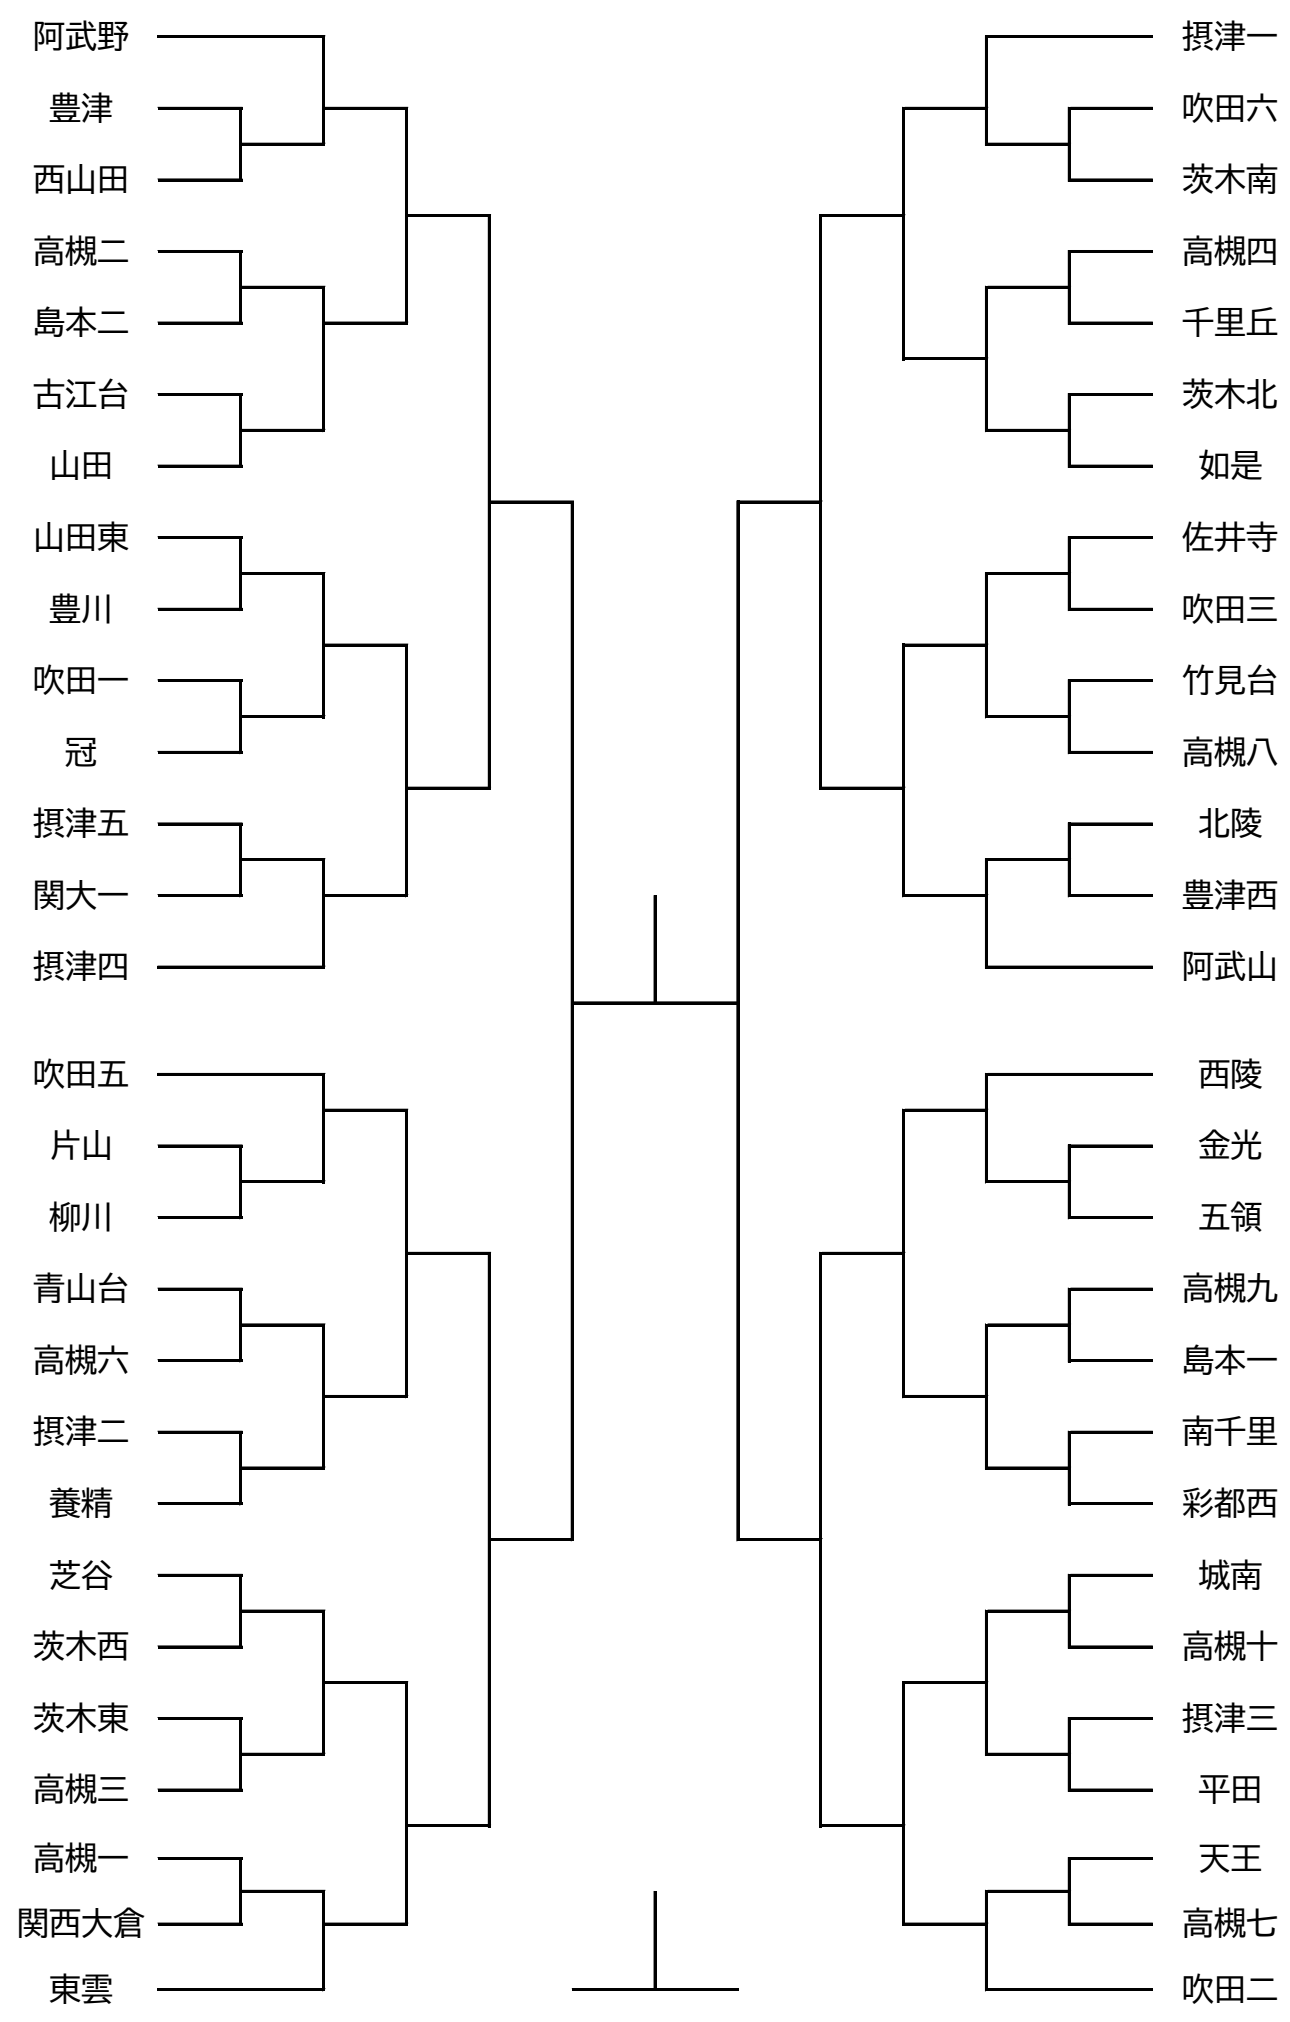 阿武野
豊津
西山田
高槻二
島本二
古江台
山田
山田東
豊川
吹田一
冠
摂津五
関大一
摂津四
吹田五
片山
柳川
青山台
高槻六
摂津二
養精
芝谷
茨木西
茨木東
高槻三
高槻一
関西大倉
東雲
摂津一
吹田六
茨木南
高槻四
千里丘
茨木北
如是
佐井寺
吹田三
竹見台
高槻八
北陵
豊津西
阿武山
西陵
金光
五領
高槻九
島本一
南千里
彩都西
城南
高槻十
摂津三
平田
天王
高槻七
吹田二